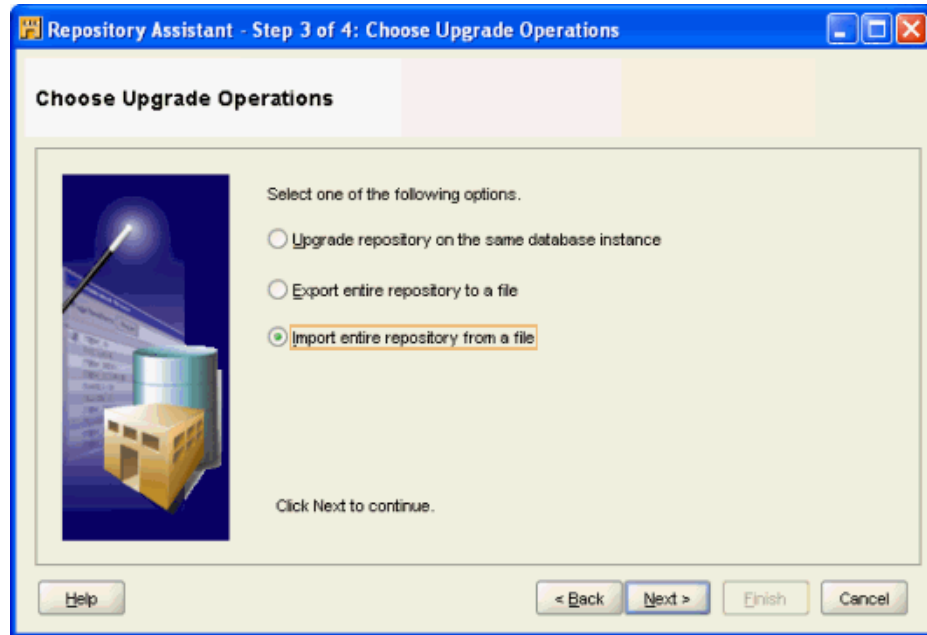 Repository Assistant - Step 3 of 4: Choose Upgrade Operations
Choose Upgrade Operations
Select one of the following options.
Upgrade repository on the same database instance
Export entire repository to a file
Import entire repository from a file
Click Next to continue.
Help
< Back
Next >
Finish
Cancel